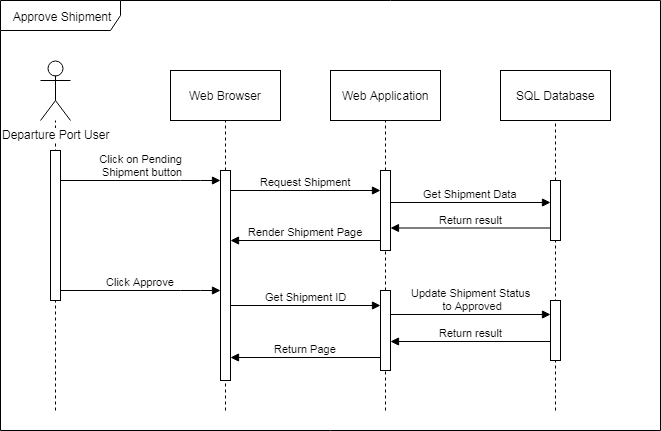 Approve Shipment
Web Browser
Web Application
SQL Database
Departure Port User
Click on Pending
Shipment button
Request Shipment
Get Shipment Data
Return result
Render Shipment Page
Click Approve
Get Shipment ID
Update Shipment Status
to Approved
Return result
Return Page